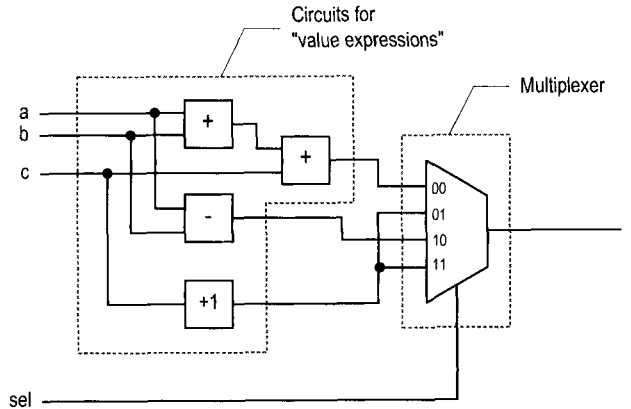 Circuits for
"value expressions"
Multiplexer
a
b
c
+
+
-
+1
00
01
10
11
sel